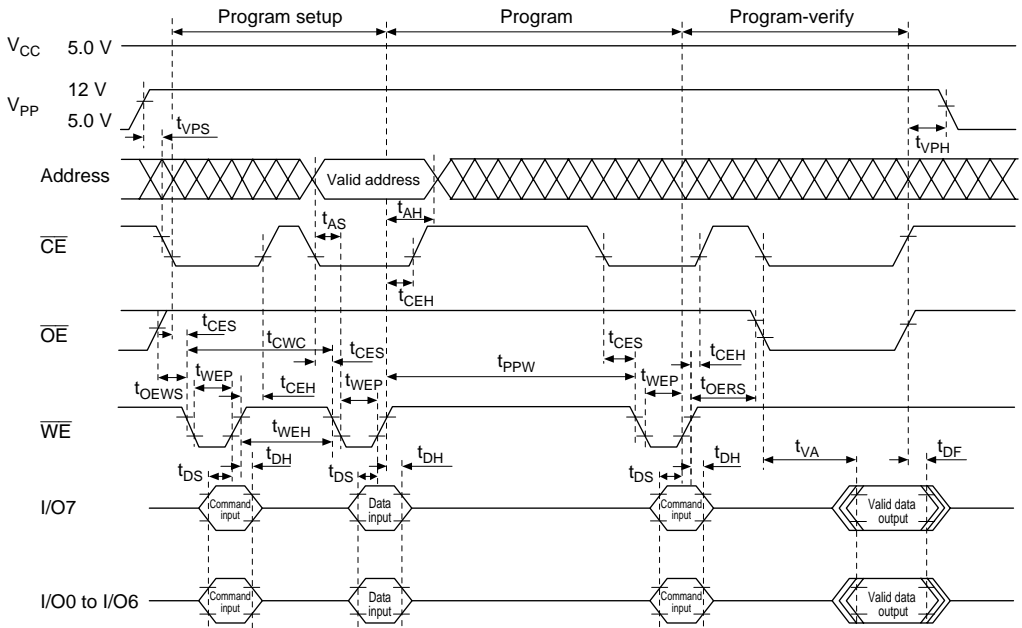 Program setup Program Program-verify
VCC 5.0 V
12 V
VPP
5.0 V
tVPS
tVPH
Address Valid address
tAH
tAS
CE
tCEH
OE
tCES tCWC tCES tCES tCEH
tPPW
tOEWS tWEP tCEH tWEP tWEP tOERS
WE
tWEH
tVA
tDS tDH tDS tDH tDS tDH tDF
I/O7 Command input Data input Command input Valid data output
I/O0 to I/O6 Command input Data input Command input Valid data output